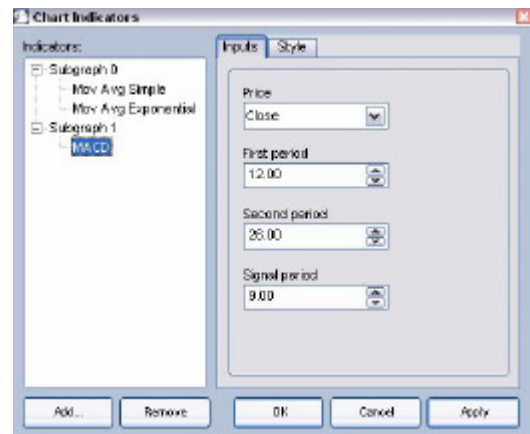 Chart Indicators
Indicators:
Subgraph 0
Mov Avg Simple
Mov Avg Exponential
Subgraph 1
MACD
Inputs
Style
Price
Close
First period
12.00
Second period
26.00
Signal period
9.00
Add...
Remove
OK
Cancel
Apply